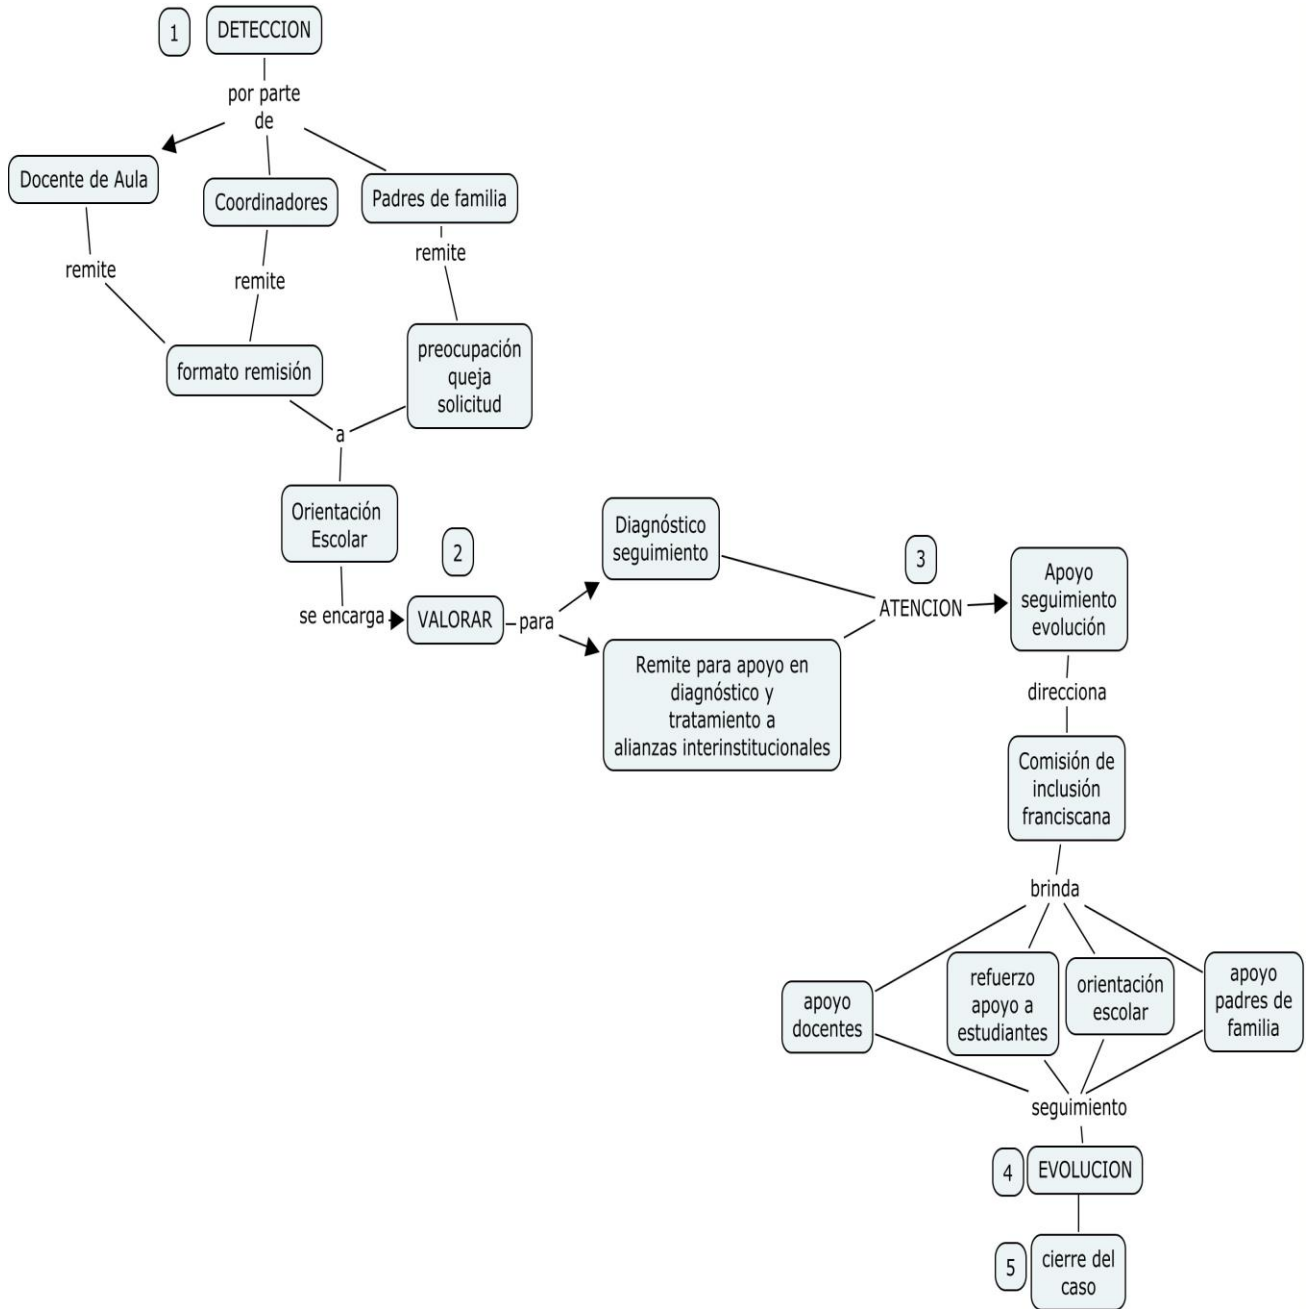 1
DETECCION
por parte
de
Docente de Aula
Coordinadores
Padres de familia
remite
remite
remite
formato remisión
preocupación
queja
solicitud
a
Orientación
Escolar
se encarga
2
VALORAR
para
Diagnóstico
seguimiento
Remite para apoyo en
diagnóstico y
tratamiento a
alianzas interinstitucionales
3
ATENCION
Apoyo
seguimiento
evolución
direcciona
Comisión de
inclusión
franciscana
brinda
apoyo
docentes
refuerzo
apoyo a
estudiantes
orientación
escolar
apoyo
padres de
familia
seguimiento
4
EVOLUCION
5
cierre del
caso